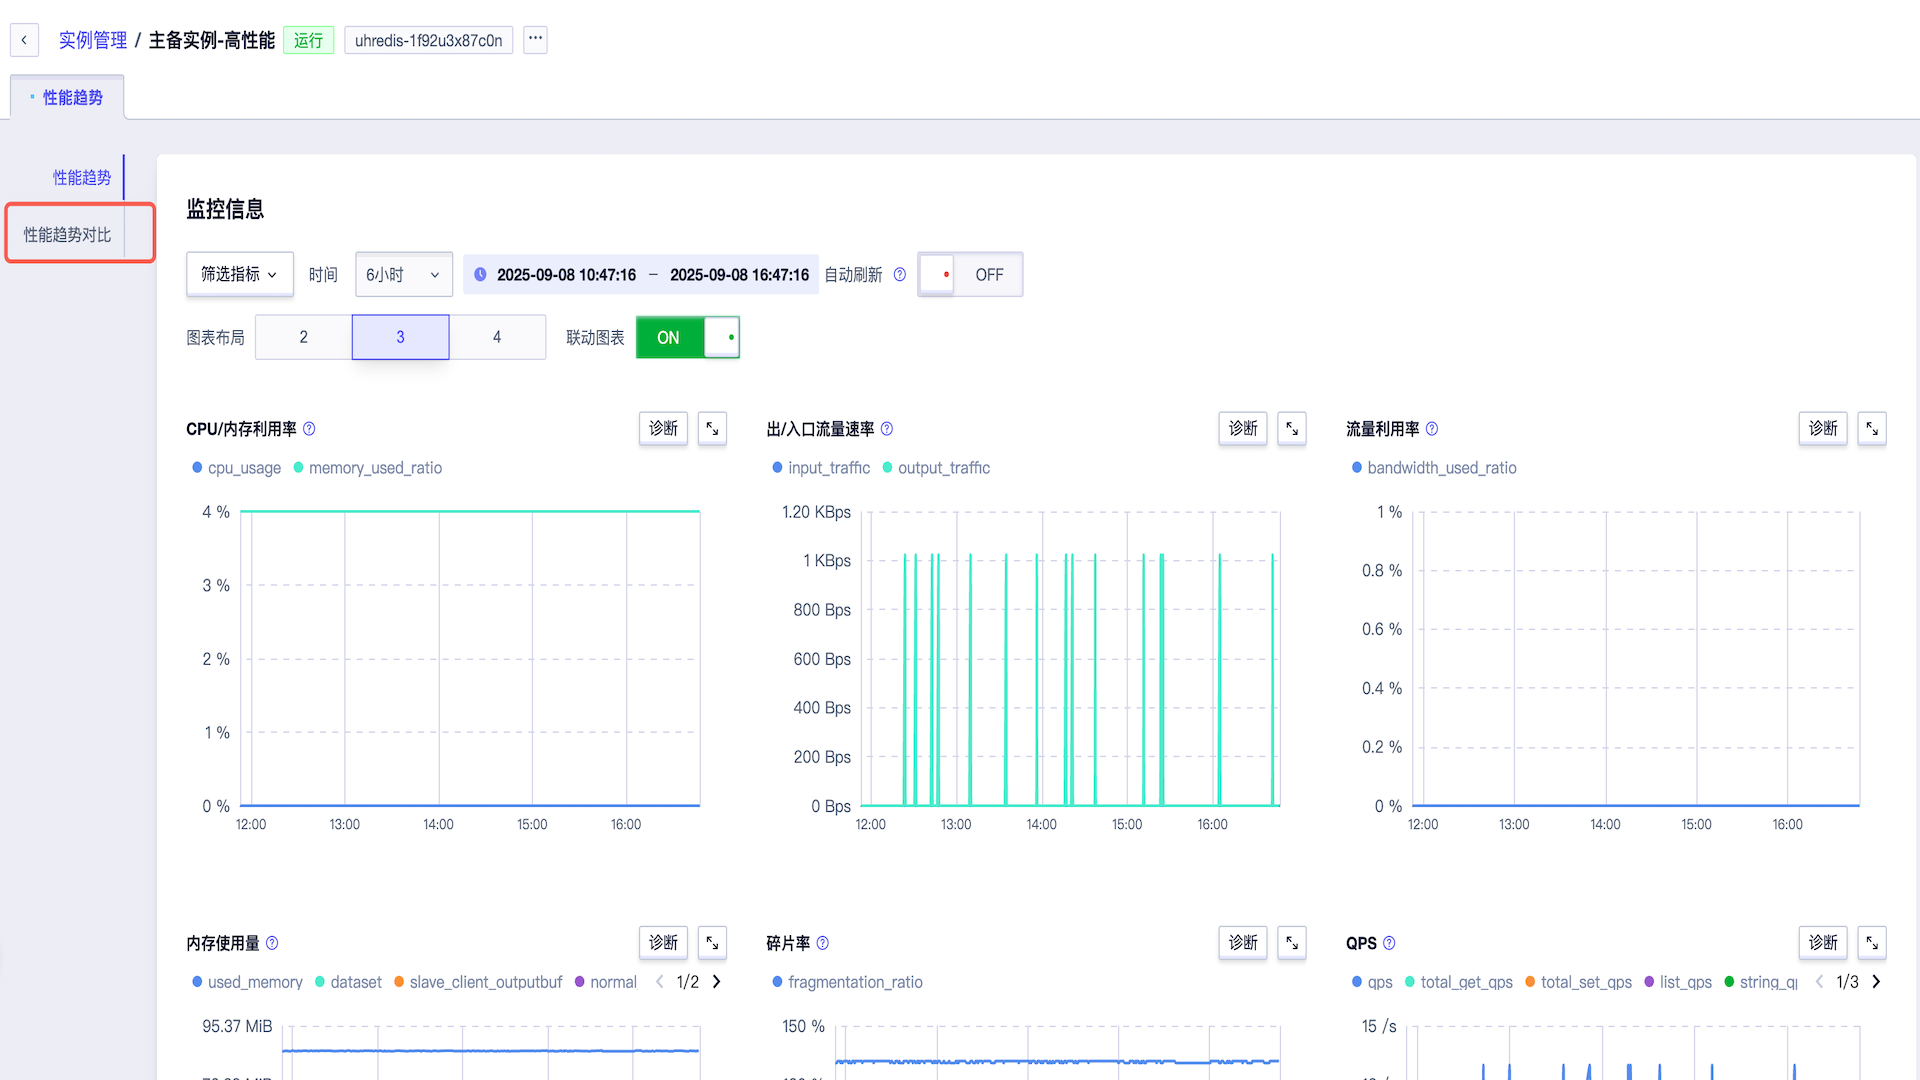 实例管理 / 主备实例-高性能 运行 uhredis-1f92u3x87c0n ...
性能趋势
性能趋势
性能趋势对比
监控信息
筛选指标 时间 6小时 2025-09-08 10:47:16 – 2025-09-08 16:47:16 自动刷新 OFF
图表布局 2 3 4 联动图表 ON
CPU/内存利用率 诊断
cpu_usage memory_used_ratio
4 %
3 %
2 %
1 %
0 %
12:00 13:00 14:00 15:00 16:00
出/入口流量速率 诊断
input_traffic output_traffic
1.20 KBps
1 KBps
800 Bps
600 Bps
400 Bps
200 Bps
0 Bps
12:00 13:00 14:00 15:00 16:00
流量利用率 诊断
bandwidth_used_ratio
1 %
0.8 %
0.6 %
0.4 %
0.2 %
0 %
12:00 13:00 14:00 15:00 16:00
内存使用量 诊断
used_memory dataset slave_client_outputbuf normal 1/2
95.37 MiB
碎片率 诊断
fragmentation_ratio
150 %
QPS 诊断
qps total_get_qps total_set_qps list_qps string_q 1/3
15 /s